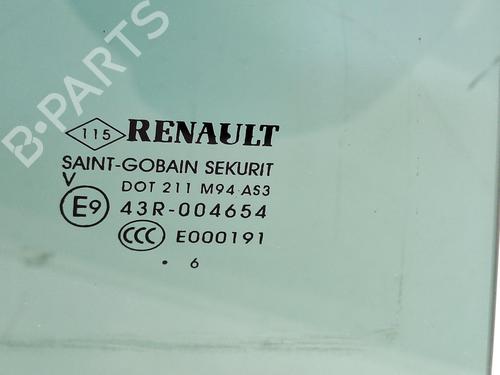 B-PARTS
115 RENAULT
SAINT-GOBAIN SEKURIT
V DOT 211 M94 AS3
E9 43R-004654
CCC E000191
. 6